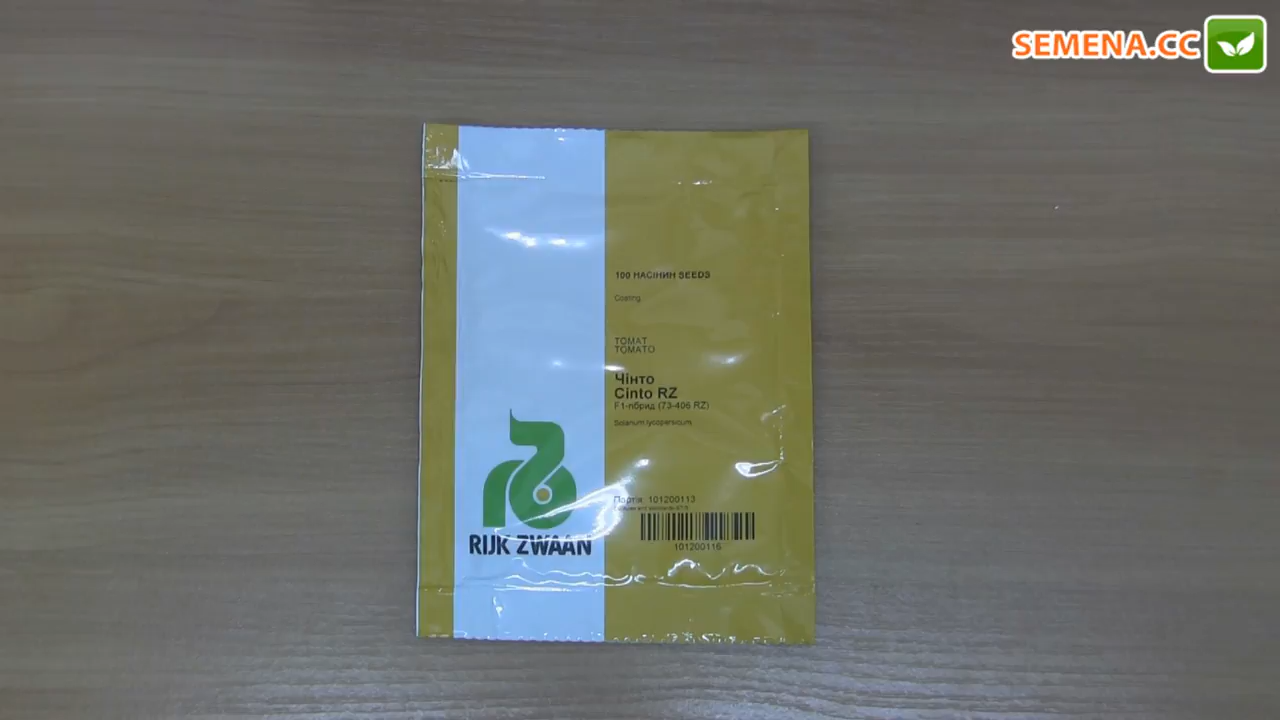 SEMENA.CC
100 НАСІНИН SEEDS
Coating
ТОМАТ
TOMATO
Чінто
Cinto RZ
F1-гібрид (73-406 RZ)
Solanum lycopersicum
Партія 101200113
101200116
RIJK ZWAAN